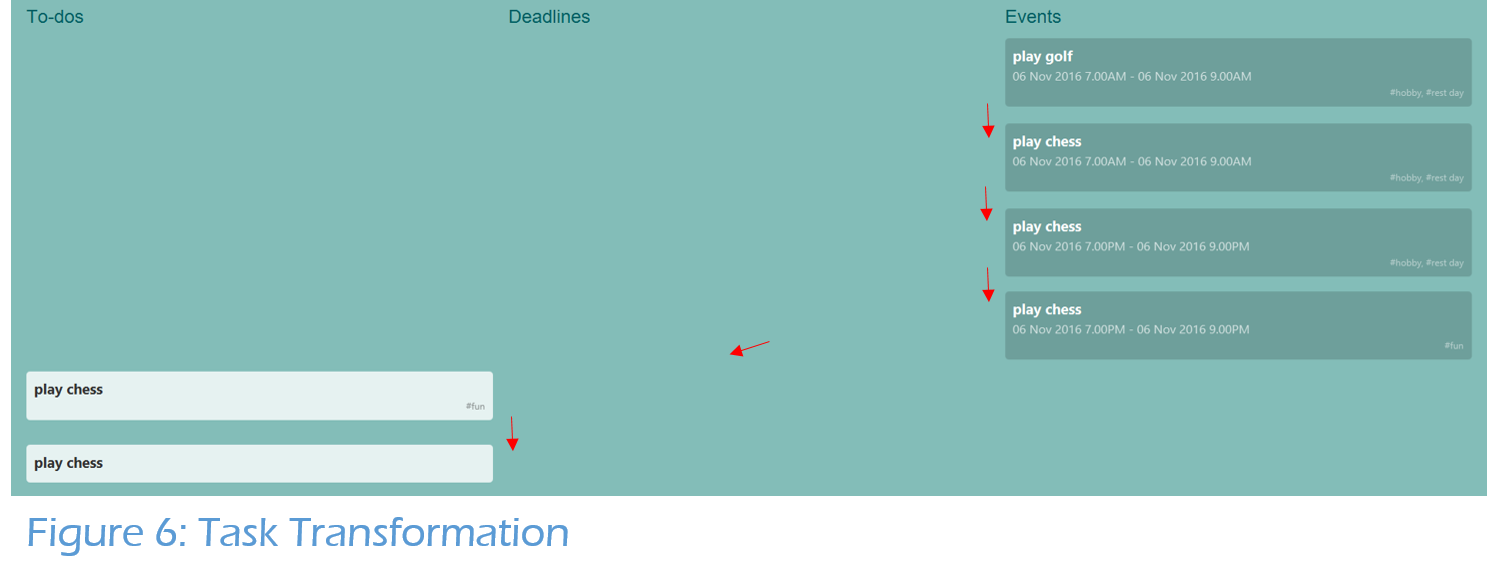 To-dos
Deadlines
Events
play golf
06 Nov 2016 7.00AM - 06 Nov 2016 9.00AM
#hobby, #rest day
play chess
06 Nov 2016 7.00AM - 06 Nov 2016 9.00AM
#hobby, #rest day
play chess
06 Nov 2016 7.00PM - 06 Nov 2016 9.00PM
#hobby, #rest day
play chess
06 Nov 2016 7.00PM - 06 Nov 2016 9.00PM
#fun
play chess
#fun
play chess
Figure 6: Task Transformation